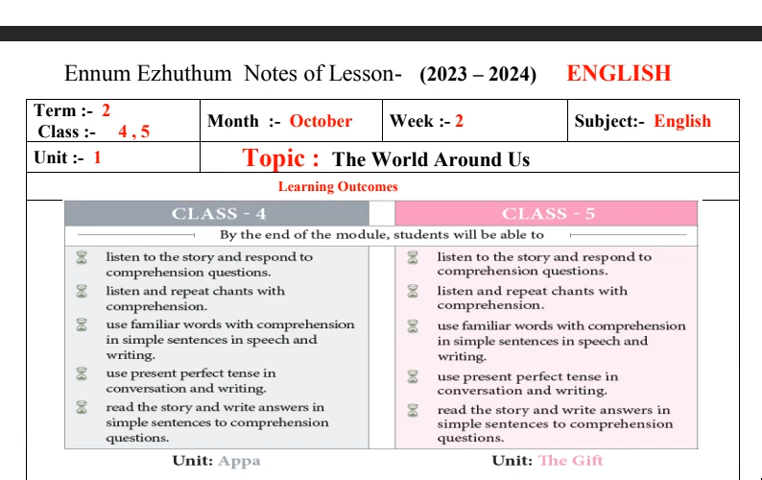 Ennum Ezhuthum Notes of Lesson- (2023 – 2024) ENGLISH
Term :- 2
Class :- 4 , 5
Month :- October
Week :- 2
Subject:- English
Unit :- 1
Topic : The World Around Us
Learning Outcomes
CLASS - 4
CLASS - 5
By the end of the module, students will be able to
listen to the story and respond to
comprehension questions.
listen and repeat chants with
comprehension.
use familiar words with comprehension
in simple sentences in speech and
writing.
use present perfect tense in
conversation and writing.
read the story and write answers in
simple sentences to comprehension
questions.
Unit: Appa
listen to the story and respond to
comprehension questions.
listen and repeat chants with
comprehension.
use familiar words with comprehension
in simple sentences in speech and
writing.
use present perfect tense in
conversation and writing.
read the story and write answers in
simple sentences to comprehension
questions.
Unit: The Gift